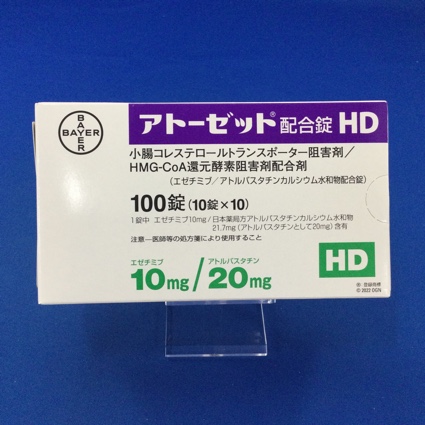 BAYER
BAYER
アトーゼット®配合錠 HD
小腸コレステロールトランスポーター阻害剤/
HMG-CoA還元酵素阻害剤配合剤
(エゼチミブ/アトルバスタチンカルシウム水和物配合錠)
100錠(10錠×10)
1錠中 エゼチミブ10mg/日本薬局方アトルバスタチンカルシウム水和物
21.7mg(アトルバスタチンとして20mg)含有
注意-医師等の処方箋により使用すること
エゼチミブ アトルバスタチン
10mg/20mg
HD
®登録商標
© 2022 OGN